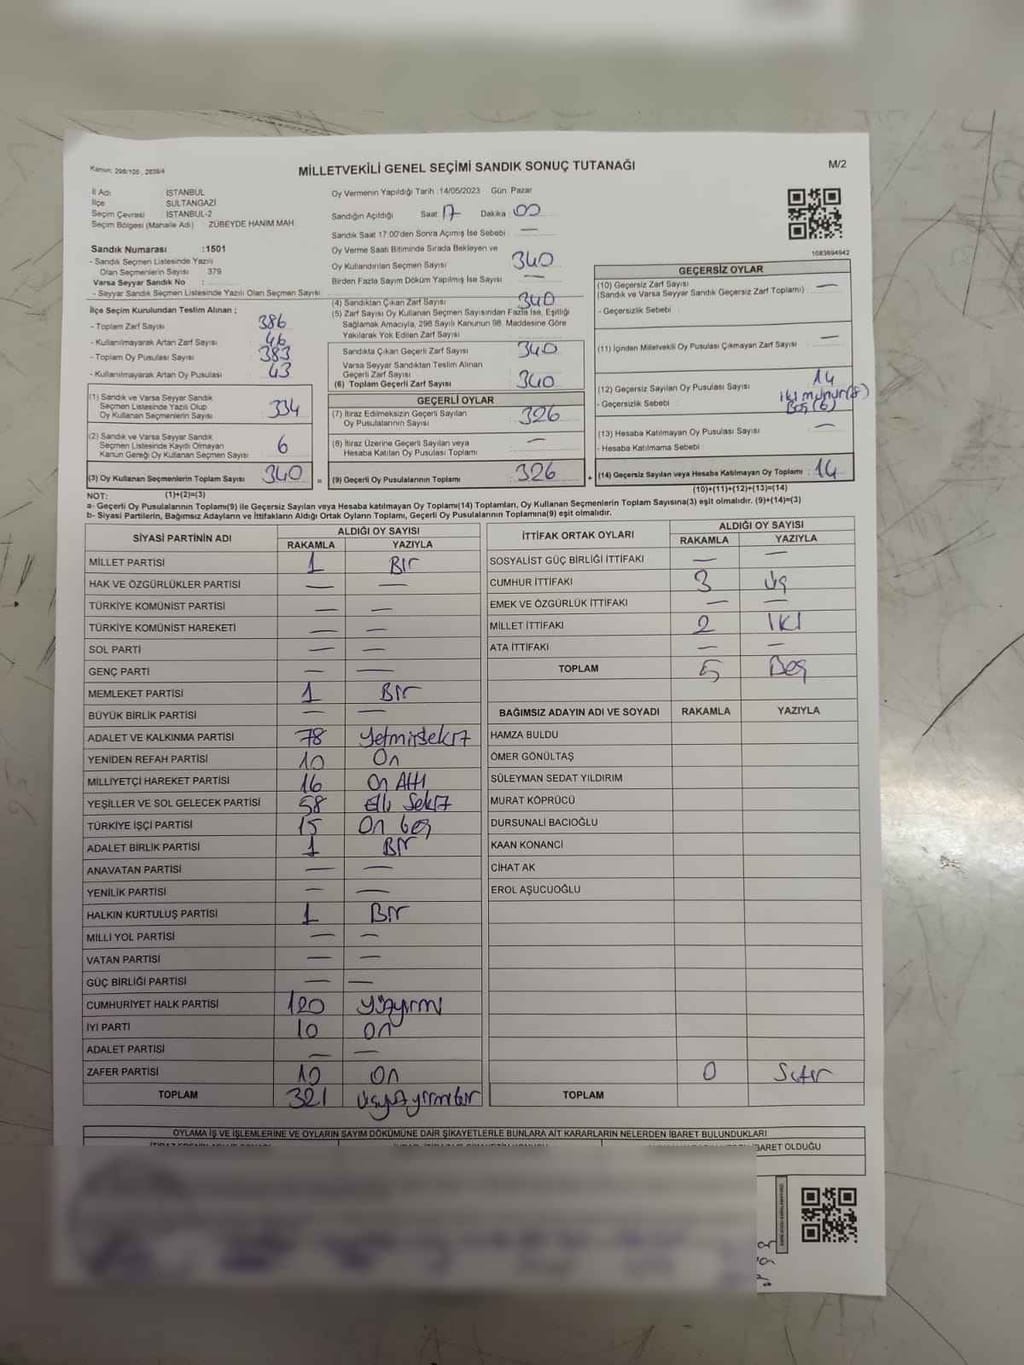 Kanun: 298/105 , 2839/4
MİLLETVEKİLİ GENEL SEÇİMİ SANDIK SONUÇ TUTANAĞI
M/2
İl Adı : İSTANBUL
İlçe : SULTANGAZİ
Seçim Çevresi : İSTANBUL-2
Seçim Bölgesi (Mahalle Adı) : ZÜBEYDE HANIM MAH.
Sandık Numarası :1501
- Sandık Seçmen Listesinde Yazılı
Olan Seçmenlerin Sayısı : 379
Varsa Seyyar Sandık No :
- Seyyar Sandık Seçmen Listesinde Yazılı Olan Seçmen Sayısı :
İlçe Seçim Kurulundan Teslim Alınan ;
- Toplam Zarf Sayısı 386
- Kullanılmayarak Artan Zarf Sayısı 46
- Toplam Oy Pusulası Sayısı 383
- Kullanılmayarak Artan Oy Pusulası 43
(1) Sandık ve Varsa Seyyar Sandık
Seçmen Listesinde Yazılı Olup
Oy Kullanan Seçmenlerin Sayısı 334
(2) Sandık ve Varsa Seyyar Sandık
Seçmen Listesinde Kayıtlı Olmayan
Kanun Gereği Oy Kullanan Seçmen Sayısı 6
(3) Oy Kullanan Seçmenlerin Toplam Sayısı 340
Oy Vermenin Yapıldığı Tarih :14/05/2023 Gün: Pazar
Sandığın Açıldığı Saat 17 Dakika 00
Sandık Saat 17:00'den Sonra Açılmış İse Sebebi —
Oy Verme Saati Bitiminde Sırada Bekleyen ve
Oy Kullandırılan Seçmen Sayısı 340
Birden Fazla Sayım Döküm Yapılmış İse Sayısı —
(4) Sandıktan Çıkan Zarf Sayısı 340
(5) Zarf Sayısı Oy Kullanan Seçmen Sayısından Fazla İse, Eşitliği
Sağlamak Amacıyla, 298 Sayılı Kanunun 98. Maddesine Göre
Yakılarak Yok Edilen Zarf Sayısı
Sandıkta Çıkan Geçerli Zarf Sayısı 340
Varsa Seyyar Sandıktan Teslim Alınan
Geçerli Zarf Sayısı
(6) Toplam Geçerli Zarf Sayısı 340
GEÇERLİ OYLAR
(7) İtiraz Edilmeksizin Geçerli Sayılan
Oy Pusulalarının Sayısı 326
(8) İtiraz Üzerine Geçerli Sayılan veya
Hesaba Katılan Oy Pusulası Toplamı —
(9) Geçerli Oy Pusulalarının Toplamı 326
1083694942
GEÇERSİZ OYLAR
(10) Geçersiz Zarf Sayısı —
(Sandık ve Varsa Seyyar Sandık Geçersiz Zarf Toplamı)
- Geçersizlik Sebebi
(11) İçinden Milletvekili Oy Pusulası Çıkmayan Zarf Sayısı —
(12) Geçersiz Sayılan Oy Pusulası Sayısı 14
- Geçersizlik Sebebi iki mühür(8)
Boş(6)
(13) Hesaba Katılmayan Oy Pusulası Sayısı —
- Hesaba Katılmama Sebebi
(14) Geçersiz Sayılan veya Hesaba Katılmayan Oy Toplamı 14
NOT: (1)+(2)=(3) (10)+(11)+(12)+(13)=(14)
a- Geçerli Oy Pusulalarının Toplamı(9) ile Geçersiz Sayılan veya Hesaba katılmayan Oy Toplamı(14) Toplamları, Oy Kullanan Seçmenlerin Toplam Sayısına(3) eşit olmalıdır. (9)+(14)=(3)
b- Siyasi Partilerin, Bağımsız Adayların ve İttifakların Aldığı Ortak Oyların Toplamı, Geçerli Oy Pusulalarının Toplamına(9) eşit olmalıdır.
SİYASİ PARTİNİN ADI ALDIĞI OY SAYISI
RAKAMLA YAZIYLA
MİLLET PARTİSİ 1 Bir
HAK VE ÖZGÜRLÜKLER PARTİSİ — —
TÜRKİYE KOMÜNİST PARTİSİ — —
TÜRKİYE KOMÜNİST HAREKETİ — —
SOL PARTİ — —
GENÇ PARTİ — —
MEMLEKET PARTİSİ 1 Bir
BÜYÜK BİRLİK PARTİSİ — —
ADALET VE KALKINMA PARTİSİ 78 Yetmişsekiz
YENİDEN REFAH PARTİSİ 10 On
MİLLİYETÇİ HAREKET PARTİSİ 16 On Altı
YEŞİLLER VE SOL GELECEK PARTİSİ 58 Elli Sekiz
TÜRKİYE İŞÇİ PARTİSİ 15 On beş
ADALET BİRLİK PARTİSİ 1 Bir
ANAVATAN PARTİSİ — —
YENİLİK PARTİSİ — —
HALKIN KURTULUŞ PARTİSİ 1 Bir
MİLLİ YOL PARTİSİ — —
VATAN PARTİSİ — —
GÜÇ BİRLİĞİ PARTİSİ — —
CUMHURİYET HALK PARTİSİ 120 Yüzyirmi
İYİ PARTİ 10 On
ADALET PARTİSİ — —
ZAFER PARTİSİ 10 On
TOPLAM 321 Üçyüzyirmibir
İTTİFAK ORTAK OYLARI ALDIĞI OY SAYISI
RAKAMLA YAZIYLA
SOSYALİST GÜÇ BİRLİĞİ İTTİFAKI — —
CUMHUR İTTİFAKI 3 Üç
EMEK VE ÖZGÜRLÜK İTTİFAKI — —
MİLLET İTTİFAKI 2 İki
ATA İTTİFAKI — —
TOPLAM 5 Beş
BAĞIMSIZ ADAYIN ADI VE SOYADI RAKAMLA YAZIYLA
HAMZA BULDU
ÖMER GÖNÜLTAŞ
SÜLEYMAN SEDAT YILDIRIM
MURAT KÖPRÜCÜ
DURSUNALİ BACIOĞLU
KAAN KONANCİ
CİHAT AK
EROL AŞUCUOĞLU
0 Sıfır
TOPLAM
OYLAMA İŞ VE İŞLEMLERİNE VE OYLARIN SAYIM DÖKÜMÜNE DAİR ŞİKAYETLERLE BUNLARA AİT KARARLARIN NELERDEN İBARET BULUNDUKLARI
BARET OLDUĞU